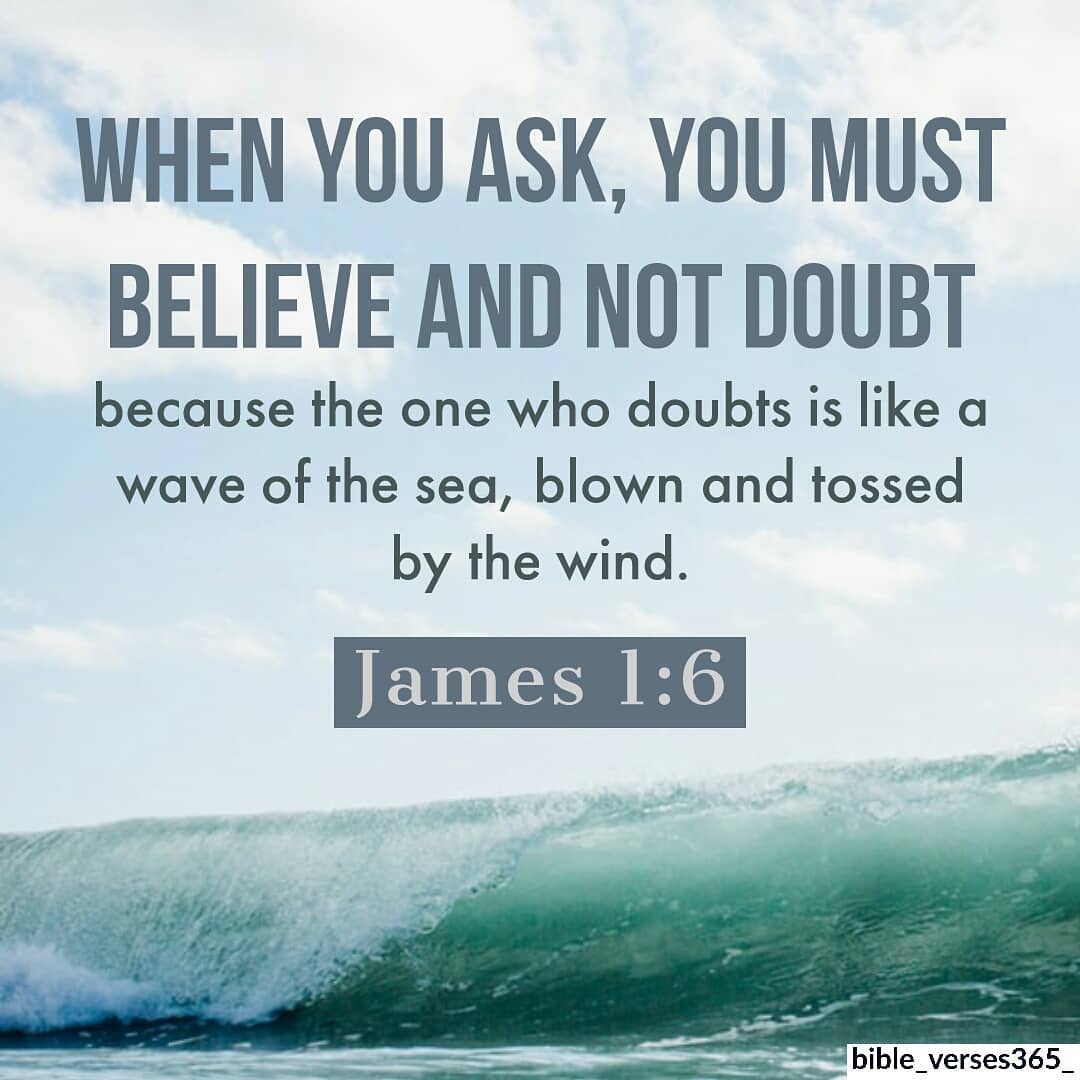 WHEN YOU ASK, YOU MUST
BELIEVE AND NOT DOUBT
because the one who doubts is like a
wave of the sea, blown and tossed
by the wind.
James 1:6
bible_verses365_